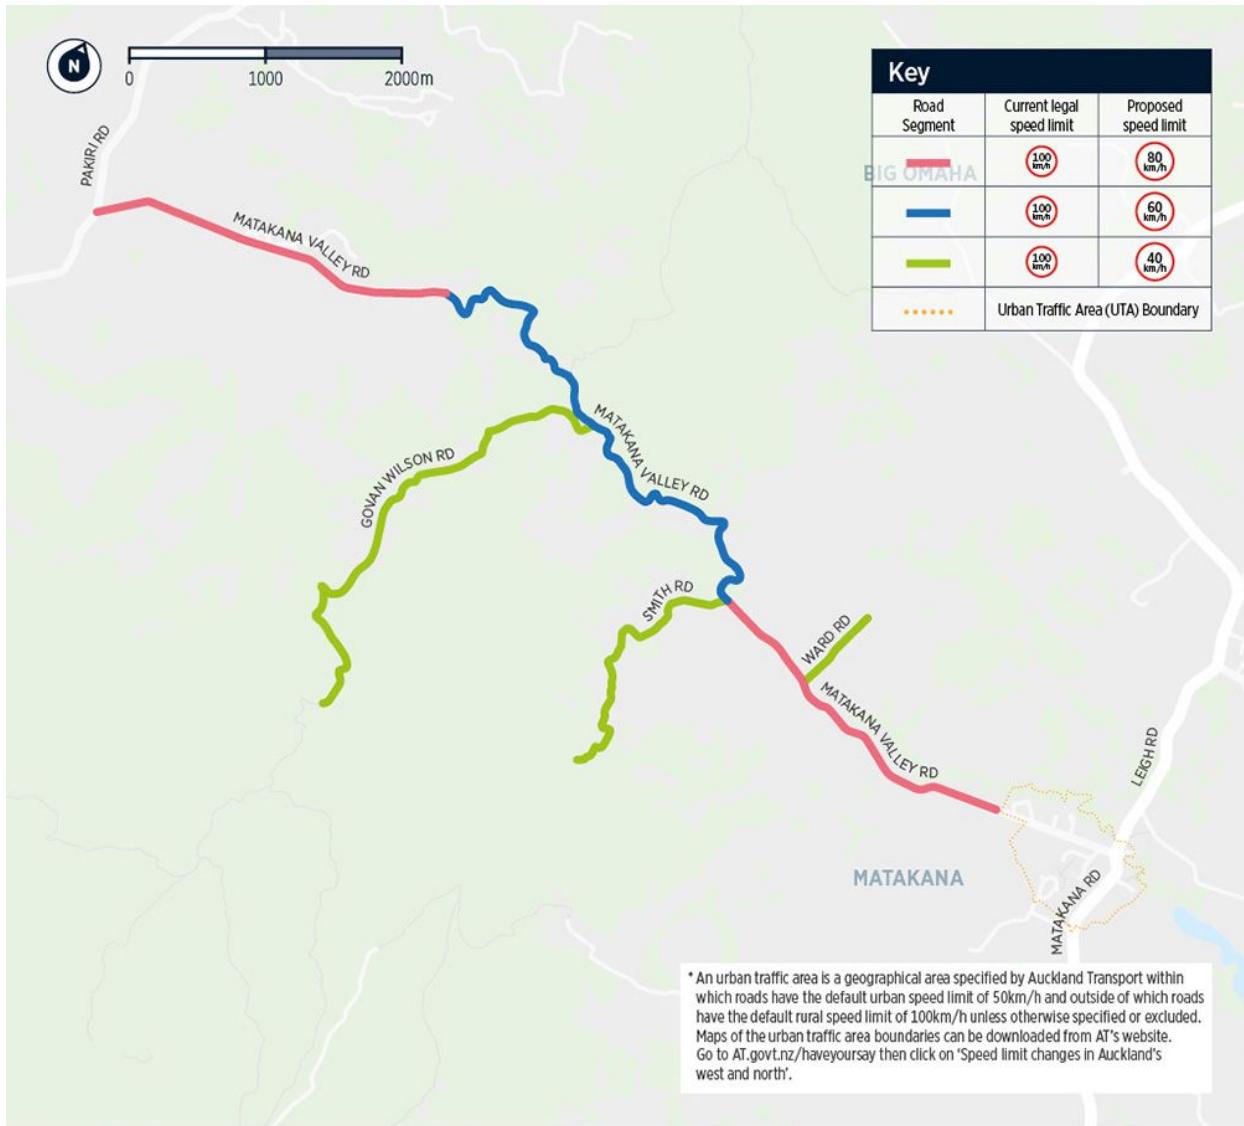 N
0 1000 2000m
Key
Road Segment
Current legal speed limit
Proposed speed limit
100 km/h
80 km/h
BIG OMAHA
100 km/h
60 km/h
100 km/h
40 km/h
Urban Traffic Area (UTA) Boundary
PAKIRI RD
MATAKANA VALLEY RD
MATAKANA VALLEY RD
GOVAN WILSON RD
SMITH RD
WARD RD
MATAKANA VALLEY RD
LEIGH RD
MATAKANA
MATAKANA RD
* An urban traffic area is a geographical area specified by Auckland Transport within
which roads have the default urban speed limit of 50km/h and outside of which roads
have the default rural speed limit of 100km/h unless otherwise specified or excluded.
Maps of the urban traffic area boundaries can be downloaded from AT's website.
Go to AT.govt.nz/haveyoursay then click on 'Speed limit changes in Auckland's
west and north'.